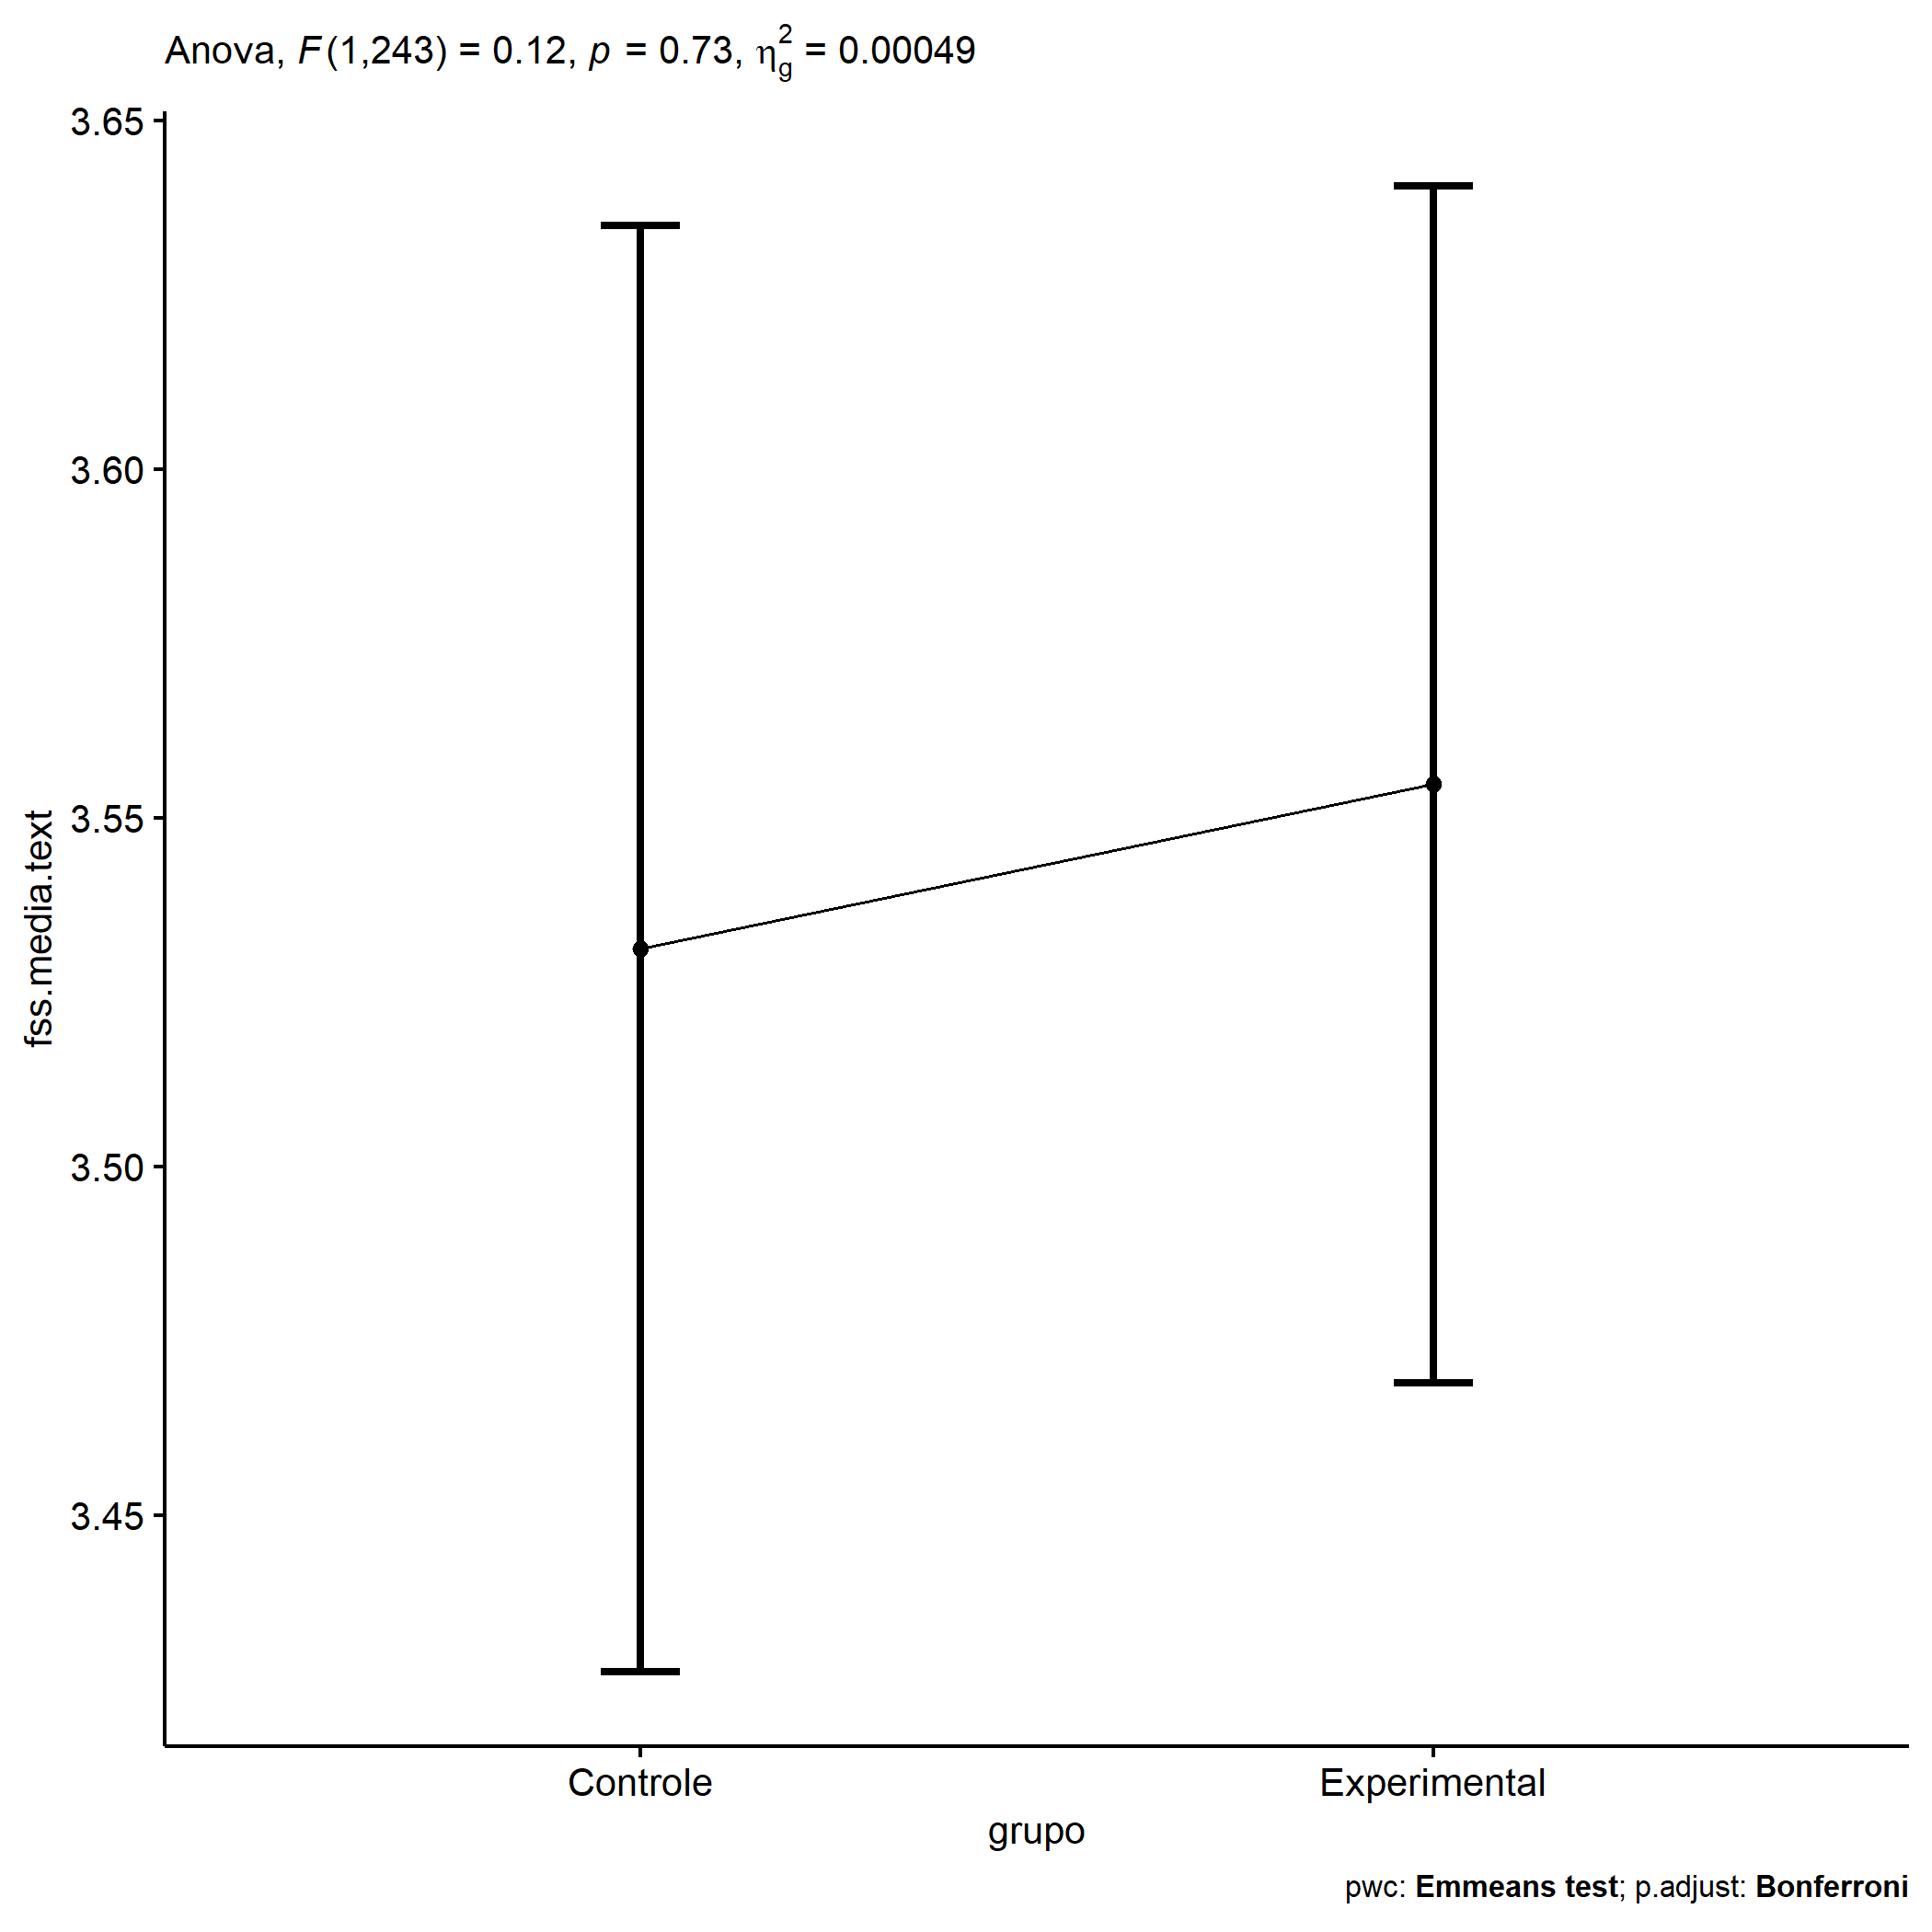 Anova, F(1,243) = 0.12, p = 0.73, η²g = 0.00049
3.65
3.60
3.55
3.50
3.45
fss.media.text
Controle
Experimental
grupo
pwc: Emmeans test; p.adjust: Bonferroni